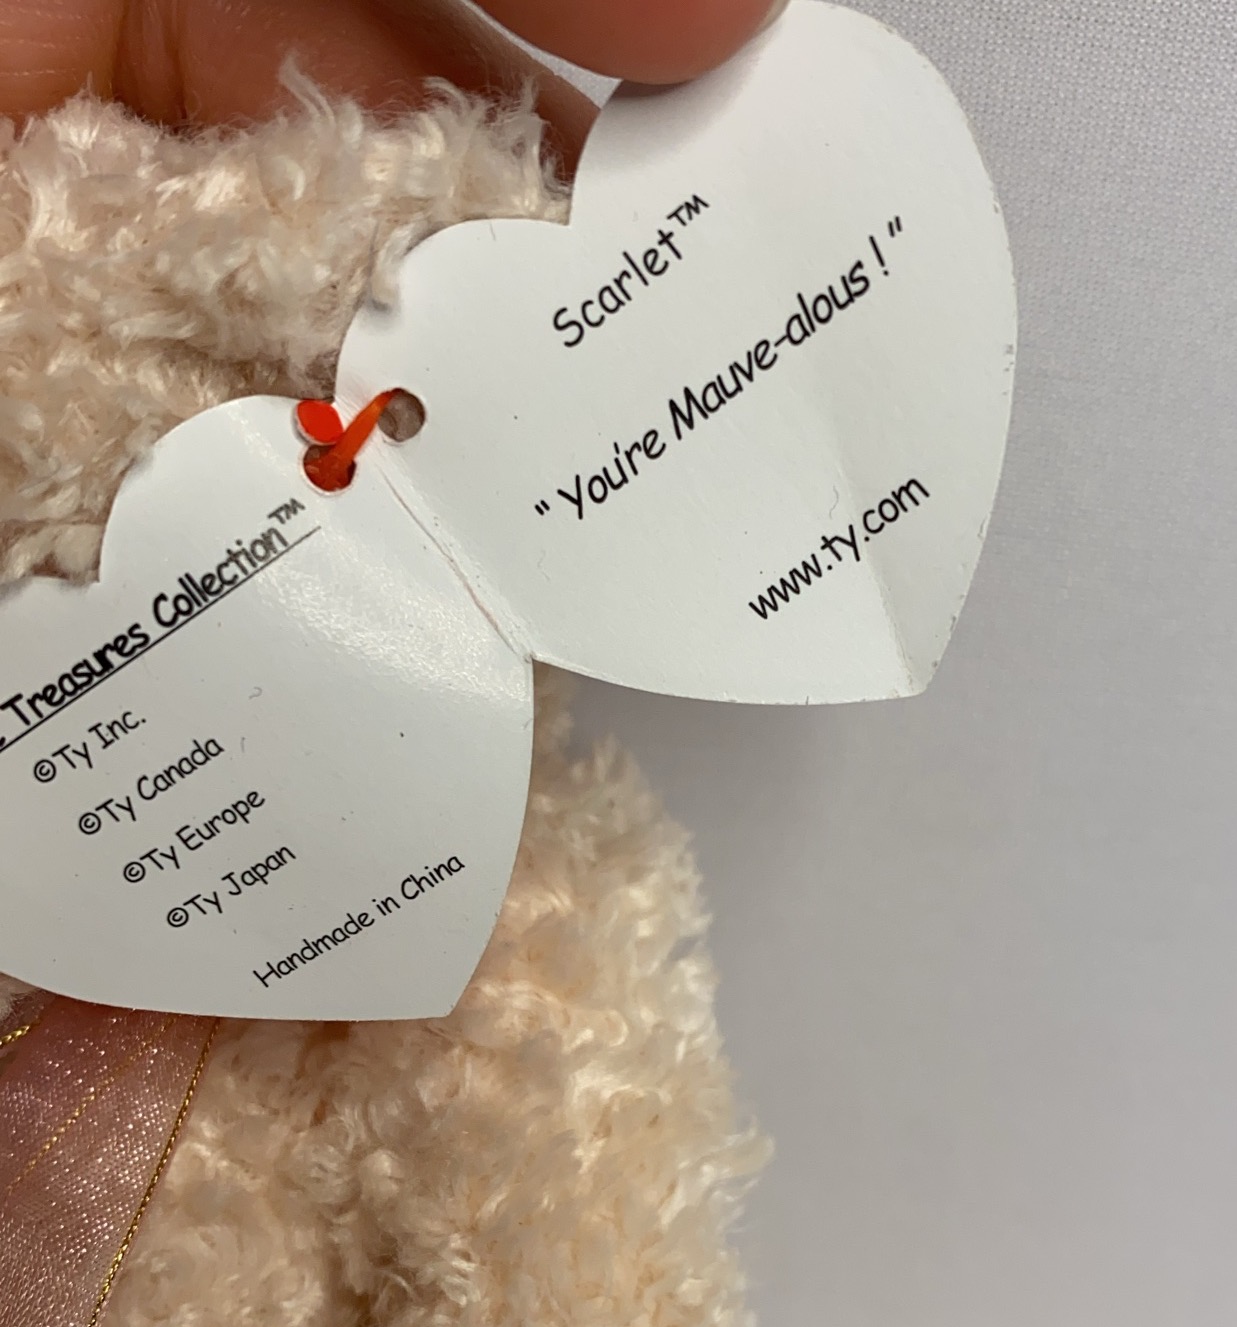 Treasures Collection™
©Ty Inc.
©Ty Canada
©Ty Europe
©Ty Japan
Handmade in China
Scarlet™
"You're Mauve-alous!"
www.ty.com